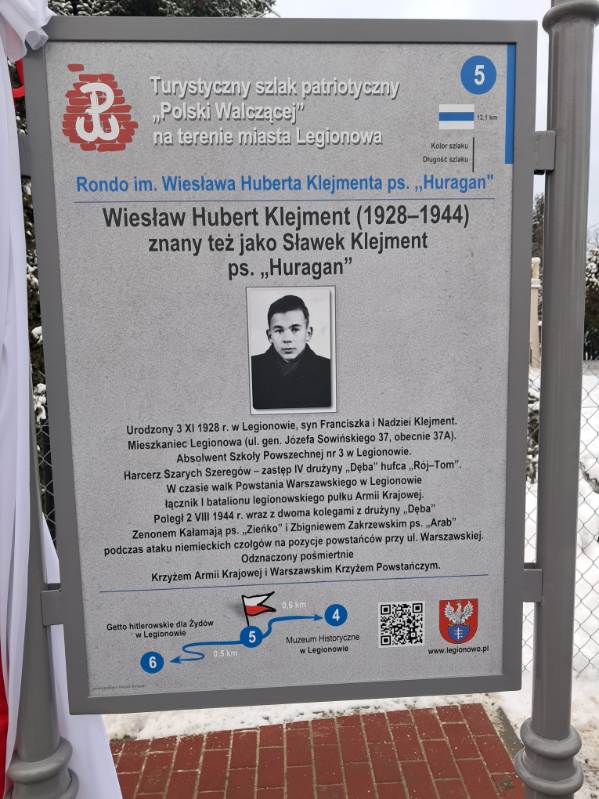 Turystyczny szlak patriotyczny
„Polski Walczącej”
na terenie miasta Legionowa
5
13,1 km
Kolor szlaku
Długość szlaku
Rondo im. Wiesława Huberta Klejmenta ps. „Huragan"
Wiesław Hubert Klejment (1928–1944)
znany też jako Sławek Klejment
ps. „Huragan”
Urodzony 3 XI 1928 r. w Legionowie, syn Franciszka i Nadziei Klejment.
Mieszkaniec Legionowa (ul. gen. Józefa Sowińskiego 37, obecnie 37A).
Absolwent Szkoły Powszechnej nr 3 w Legionowie.
Harcerz Szarych Szeregów – zastęp IV drużyny „Dęba” hufca „Rój–Tom”.
W czasie walk Powstania Warszawskiego w Legionowie
łącznik I batalionu legionowskiego pułku Armii Krajowej.
Poległ 2 VIII 1944 r. wraz z dwoma kolegami z drużyny „Dęba”
Zenonem Kałamają ps. „Zieńko” i Zbigniewem Zakrzewskim ps. „Arab”
podczas ataku niemieckich czołgów na pozycje powstańców przy ul. Warszawskiej.
Odznaczony pośmiertnie
Krzyżem Armii Krajowej i Warszawskim Krzyżem Powstańczym.
Getto hitlerowskie dla Żydów
w Legionowie
6
0,5 km
5
0,6 km
4
Muzeum Historyczne
w Legionowie
www.legionowo.pl